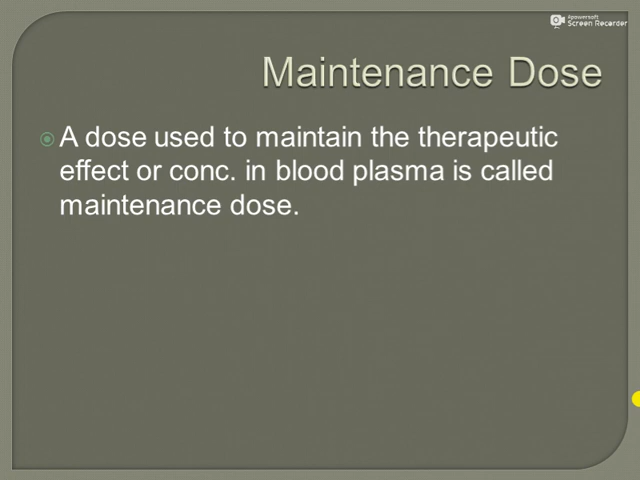 Apowersoft
Screen Recorder
Maintenance Dose
A dose used to maintain the therapeutic
effect or conc. in blood plasma is called
maintenance dose.